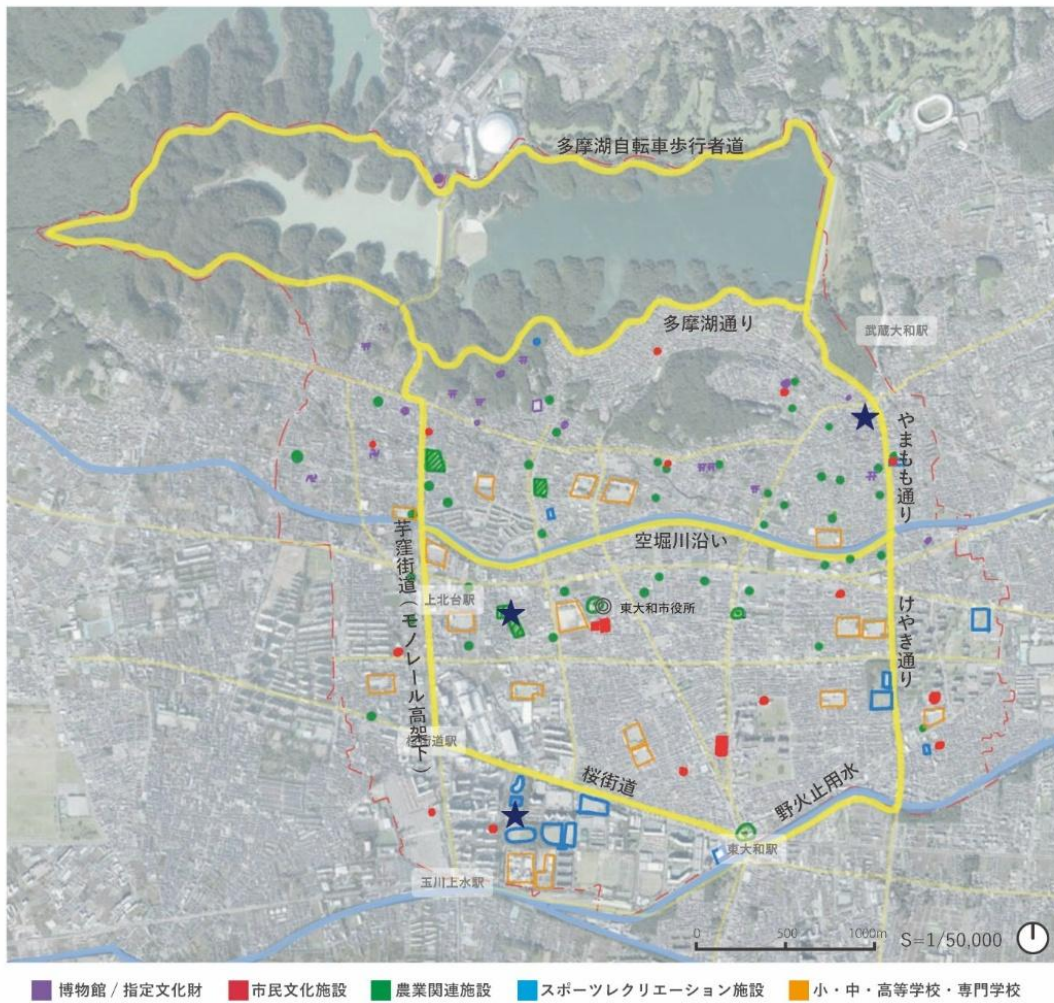 多摩湖自転車歩行者道
多摩湖通り
武蔵大和駅
やまもも通り
空堀川沿い
芋窪街道（モノレール高架下）
上北台駅
東大和市役所
けやき通り
桜街道駅
桜街道
野火止用水
東大和駅
玉川上水駅
0 500 1000m
S=1/50,000
博物館 / 指定文化財
市民文化施設
農業関連施設
スポーツレクリエーション施設
小・中・高等学校・専門学校